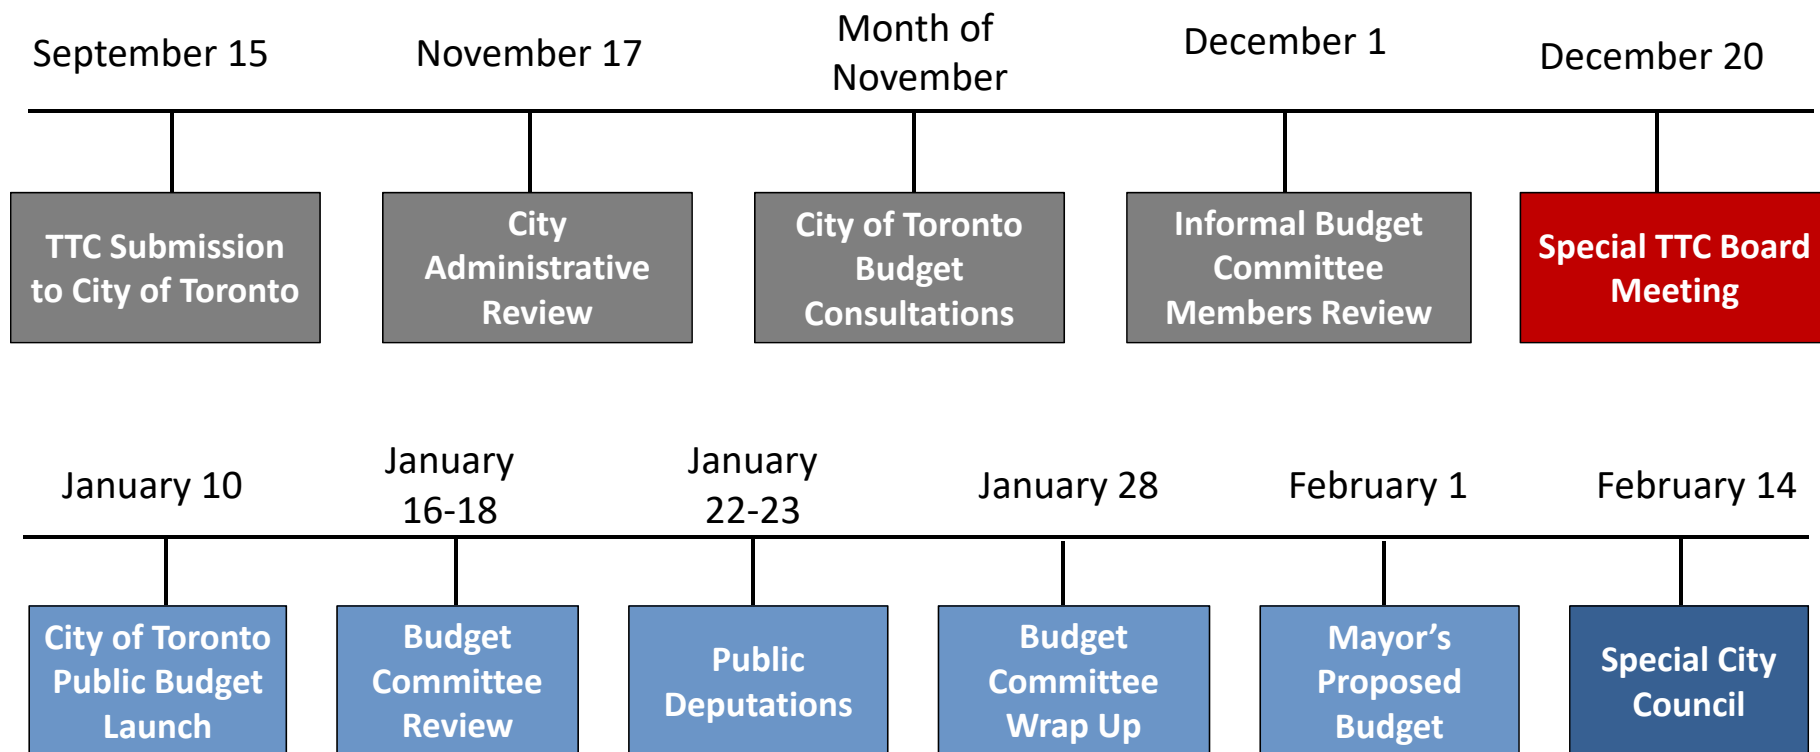 September 15
November 17
Month of
November
December 1
December 20
TTC Submission
to City of Toronto
City
Administrative
Review
City of Toronto
Budget
Consultations
Informal Budget
Committee
Members Review
Special TTC Board
Meeting
January 10
January
16-18
January
22-23
January 28
February 1
February 14
City of Toronto
Public Budget
Launch
Budget
Committee
Review
Public
Deputations
Budget
Committee
Wrap Up
Mayor’s
Proposed
Budget
Special City
Council